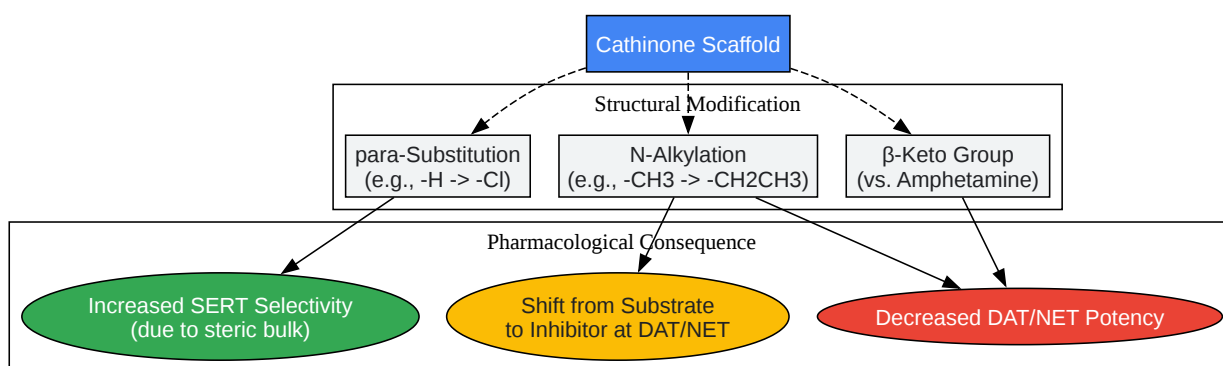 Cathinone Scaffold
Structural Modification
para-Substitution
(e.g., -H -> -Cl)
N-Alkylation
(e.g., -CH3 -> -CH2CH3)
β-Keto Group
(vs. Amphetamine)
Pharmacological Consequence
Increased SERT Selectivity
(due to steric bulk)
Shift from Substrate
to Inhibitor at DAT/NET
Decreased DAT/NET Potency